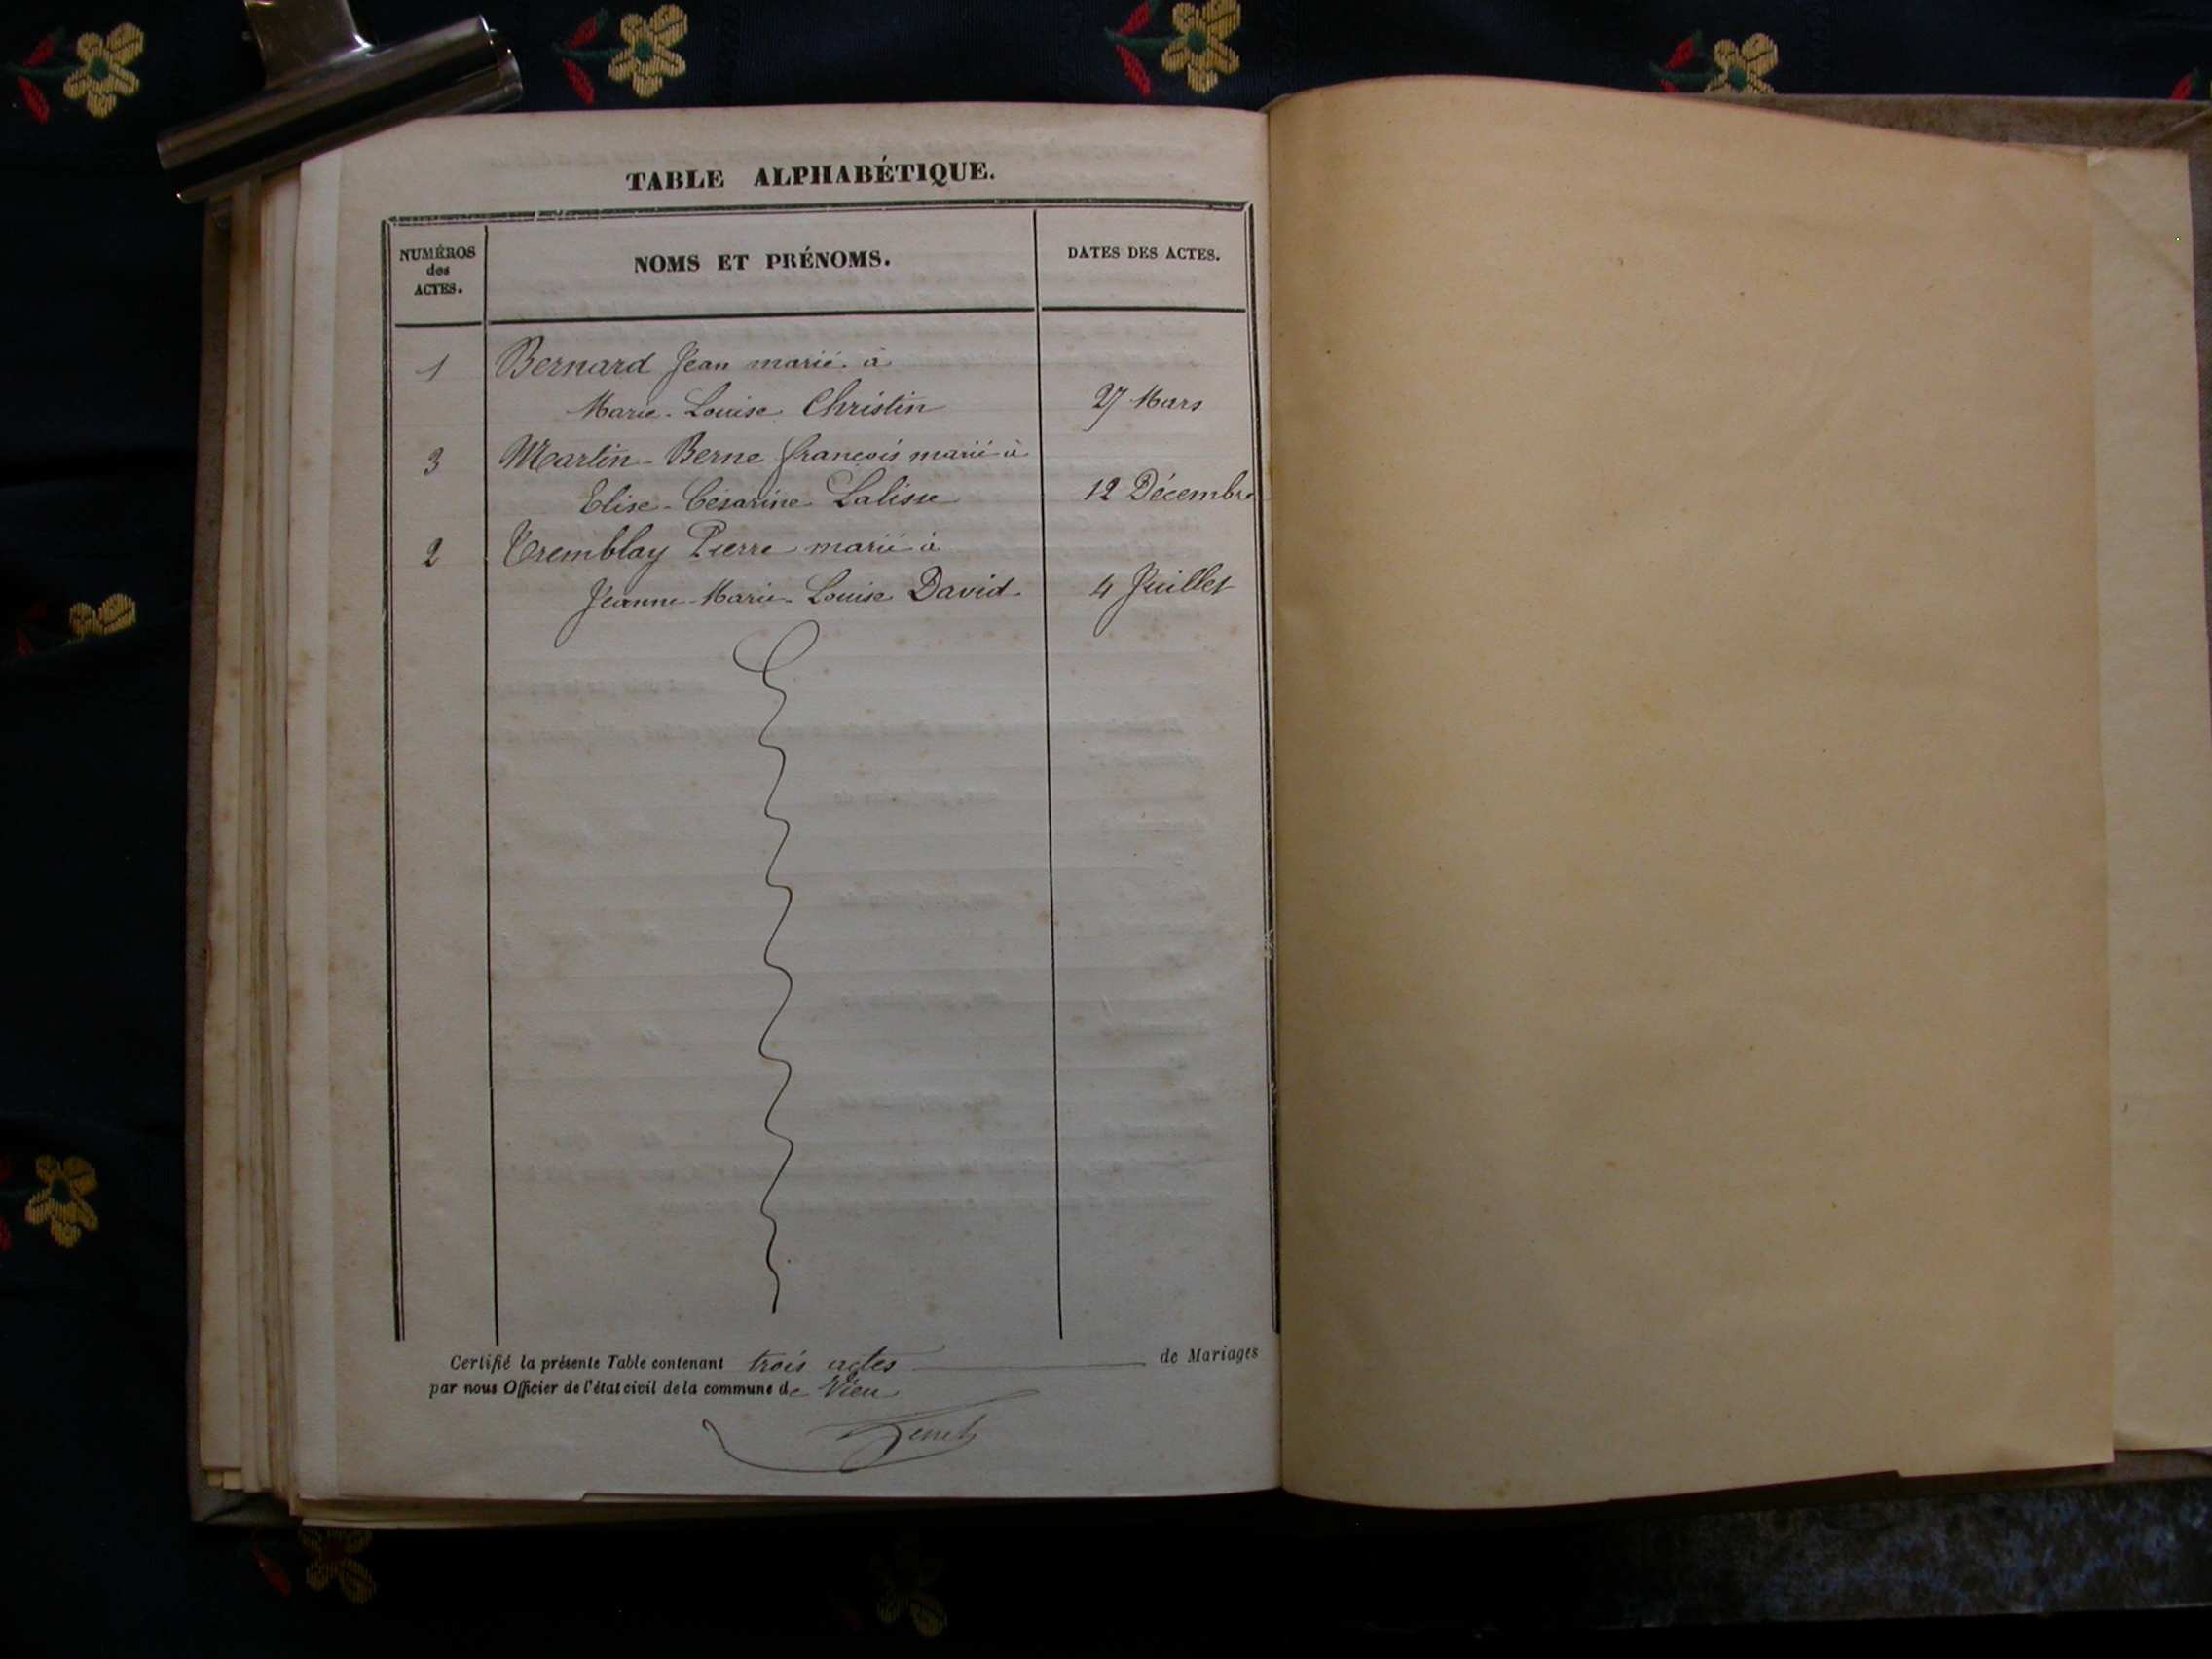 TABLE ALPHABÉTIQUE.
NUMÉROS des ACTES.
NOMS ET PRÉNOMS.
DATES DES ACTES.
1 Bernard Jean marié à
Marie-Louise Christin 27 Mars
3 Martin-Berne François marié à
Elise-Césarine Lalisse 12 Décembre
2 Tremblay Pierre marié à
Jeanne-Marie-Louise David 4 Juillet
Certifié la présente Table contenant trois actes de Mariages
par nous Officier de l'état civil de la commune de Vieu